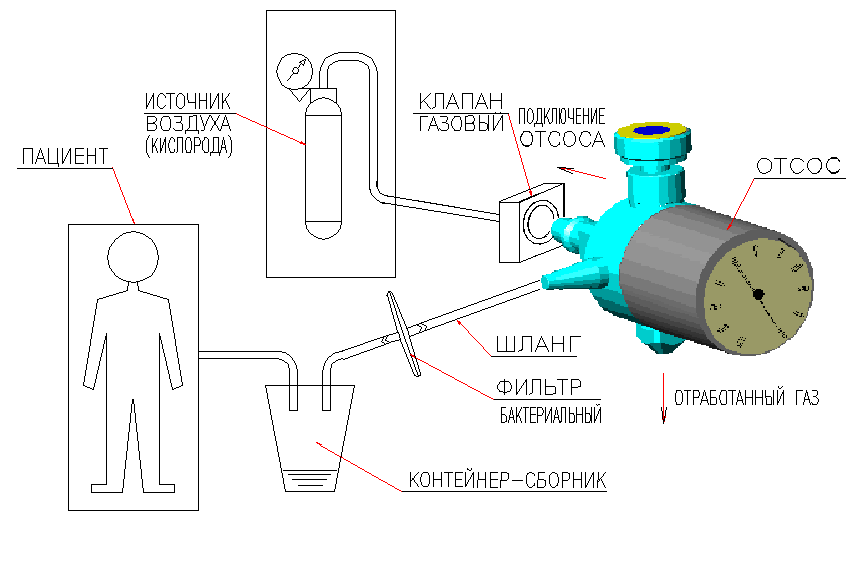 ИСТОЧНИК
ВОЗДУХА
(КИСЛОРОДА)
КЛАПАН
ГАЗОВЫЙ
ПОДКЛЮЧЕНИЕ
ОТСОСА
ПАЦИЕНТ
ОТСОС
ШЛАНГ
ФИЛЬТР
БАКТЕРИАЛЬНЫЙ
ОТРАБОТАННЫЙ ГАЗ
КОНТЕЙНЕР-СБОРНИК